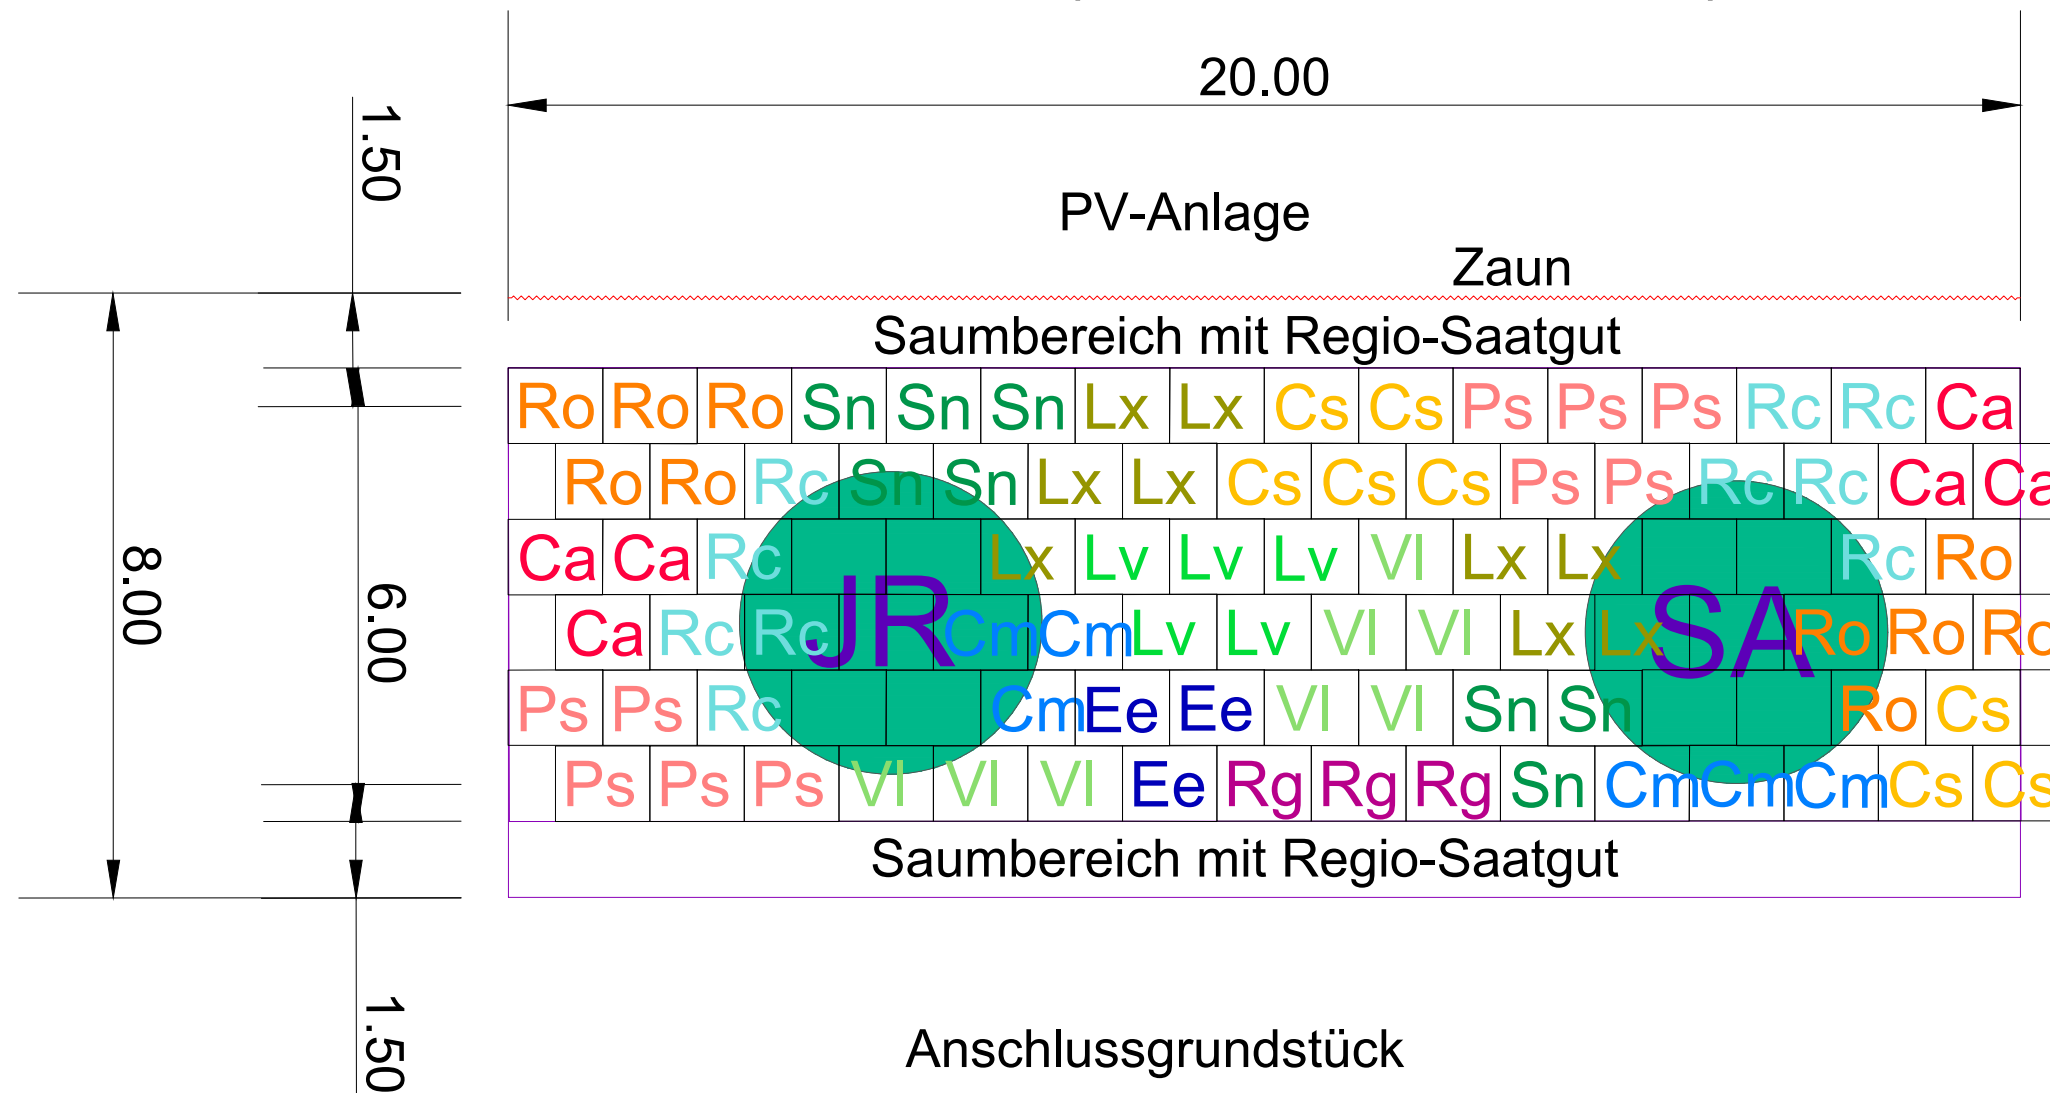 20.00
1.50
PV-Anlage
Zaun
Saumbereich mit Regio-Saatgut
Ro Ro Ro Sn Sn Sn Lx Lx Cs Cs Ps Ps Ps Rc Rc Ca
Ro Ro Rc Sn Sn Lx Lx Cs Cs Cs Ps Ps Rc Rc Ca Ca
Ca Ca Rc Lx Lv Lv Lv Vl Lx Lx Rc Ro
8.00
6.00
JR
SA
Ca Rc Rc Cm Cm Lv Lv Vl Vl Lx Lx Ro Ro Ro
Ps Ps Rc Cm Ee Ee Vl Vl Sn Sn Ro Cs
Ps Ps Ps Vl Vl Vl Ee Rg Rg Rg Sn Cm Cm Cm Cs Cs
Saumbereich mit Regio-Saatgut
1.50
Anschlussgrundstück